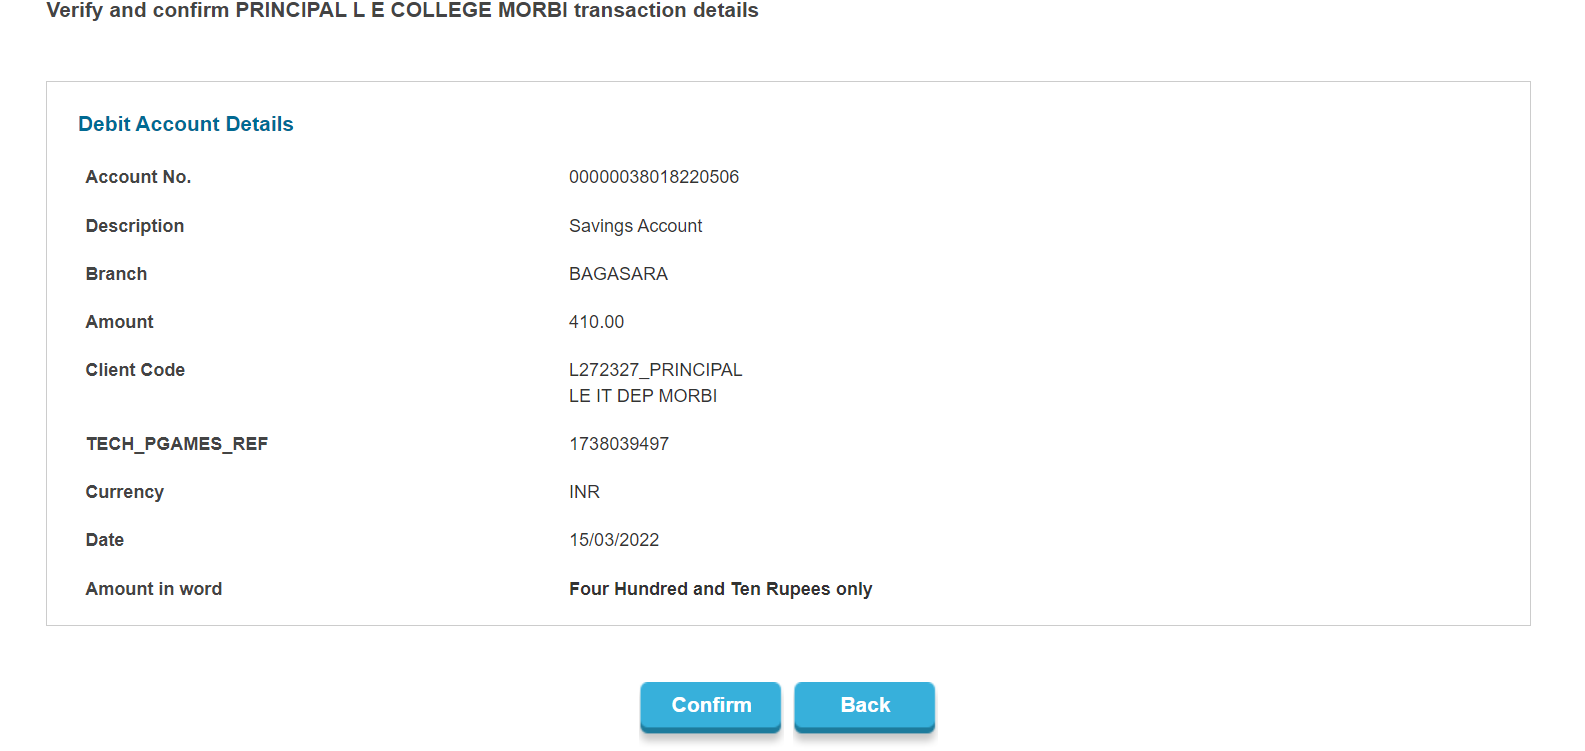 Verify and confirm PRINCIPAL L E COLLEGE MORBI transaction details
Debit Account Details
Account No. 00000038018220506
Description Savings Account
Branch BAGASARA
Amount 410.00
Client Code L272327_PRINCIPAL
LE IT DEP MORBI
TECH_PGAMES_REF 1738039497
Currency INR
Date 15/03/2022
Amount in word Four Hundred and Ten Rupees only
Confirm Back